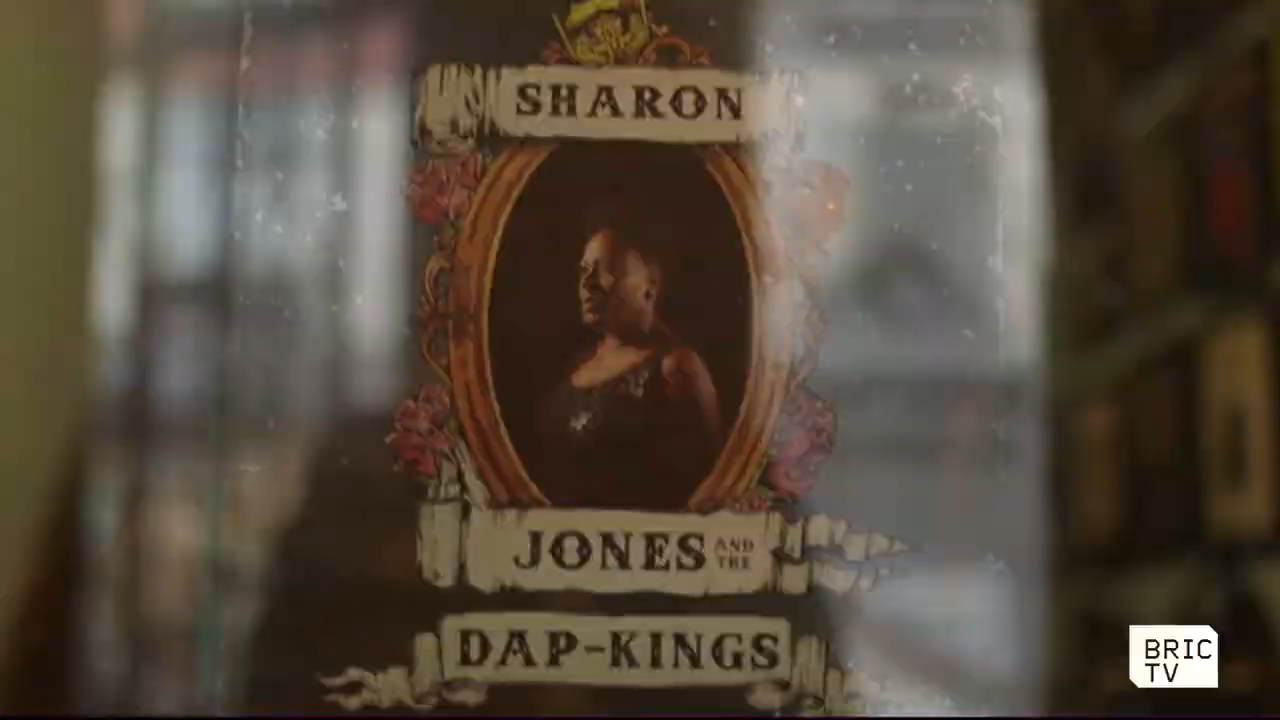 SHARON
JONES AND THE
DAP-KINGS
BRIC
TV